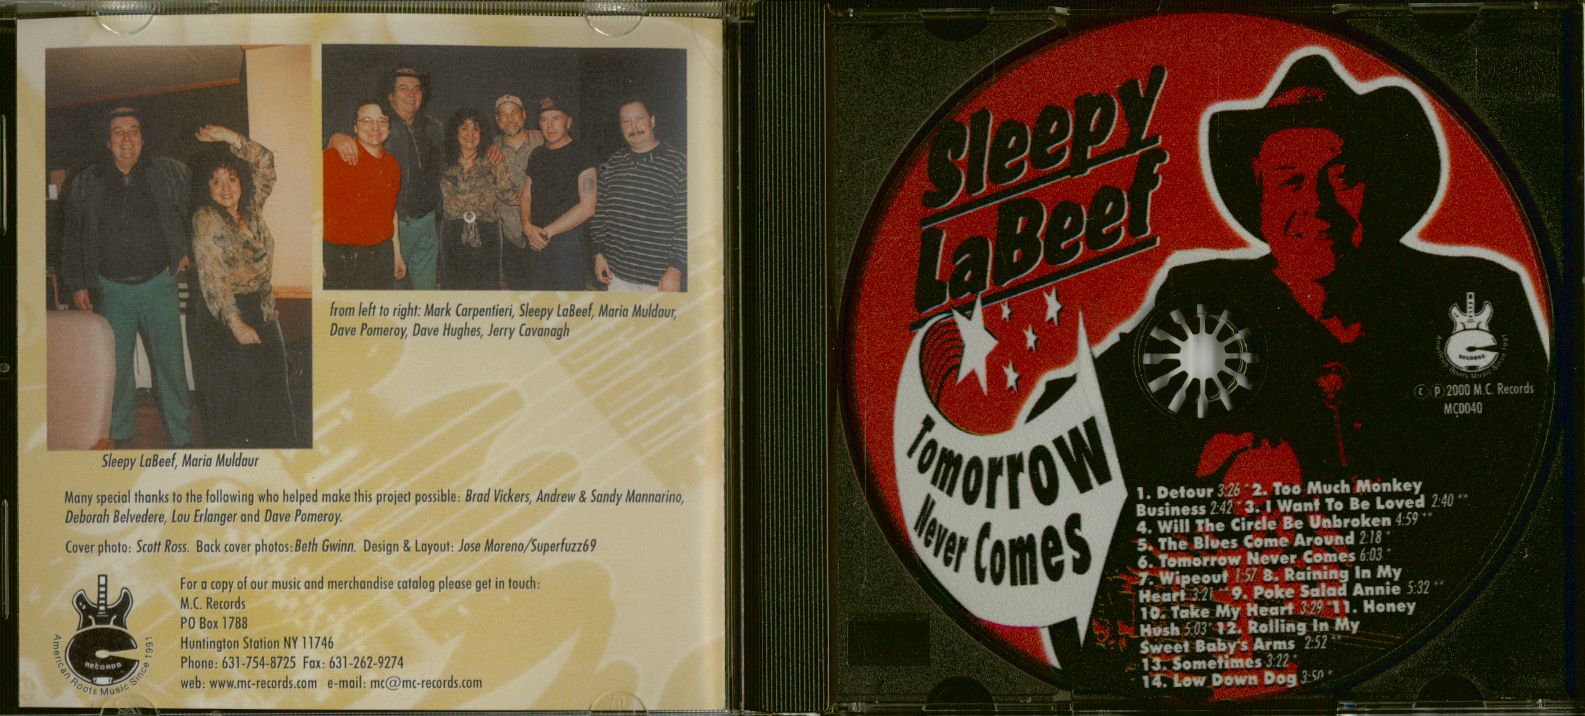 from left to right: Mark Carpentieri, Sleepy LaBeef, Maria Muldaur,
Dave Pomeroy, Dave Hughes, Jerry Cavanagh
Sleepy LaBeef, Maria Muldaur
Many special thanks to the following who helped make this project possible: Brad Vickers, Andrew & Sandy Mannarino,
Deborah Belvedere, Lou Erlanger and Dave Pomeroy.
Cover photo: Scott Ross. Back cover photos: Beth Gwinn. Design & Layout: Jose Moreno/Superfuzz69
For a copy of our music and merchandise catalog please get in touch:
M.C. Records
PO Box 1788
Huntington Station NY 11746
Phone: 631-754-8725 Fax: 631-262-9274
web: www.mc-records.com e-mail: mc@mc-records.com
RECORDS
American Roots Music Since 1991
Sleepy
LaBeef
Tomorrow
Never Comes
RECORDS
American Roots Music Since 1991
© ℗ 2000 M.C. Records
MC0040
1. Detour 3:26 * 2. Too Much Monkey
Business 2:42 * 3. I Want To Be Loved 2:40 **
4. Will The Circle Be Unbroken 4:59 **
5. The Blues Come Around 2:18 *
6. Tomorrow Never Comes 6:03 *
7. Wipeout 1:57 8. Raining In My
Heart 3:21 * 9. Poke Salad Annie 5:32 **
10. Take My Heart 3:29 * 11. Honey
Hush 5:03 * 12. Rolling In My
Sweet Baby's Arms 2:52 **
13. Sometimes 3:22 *
14. Low Down Dog 3:50 *